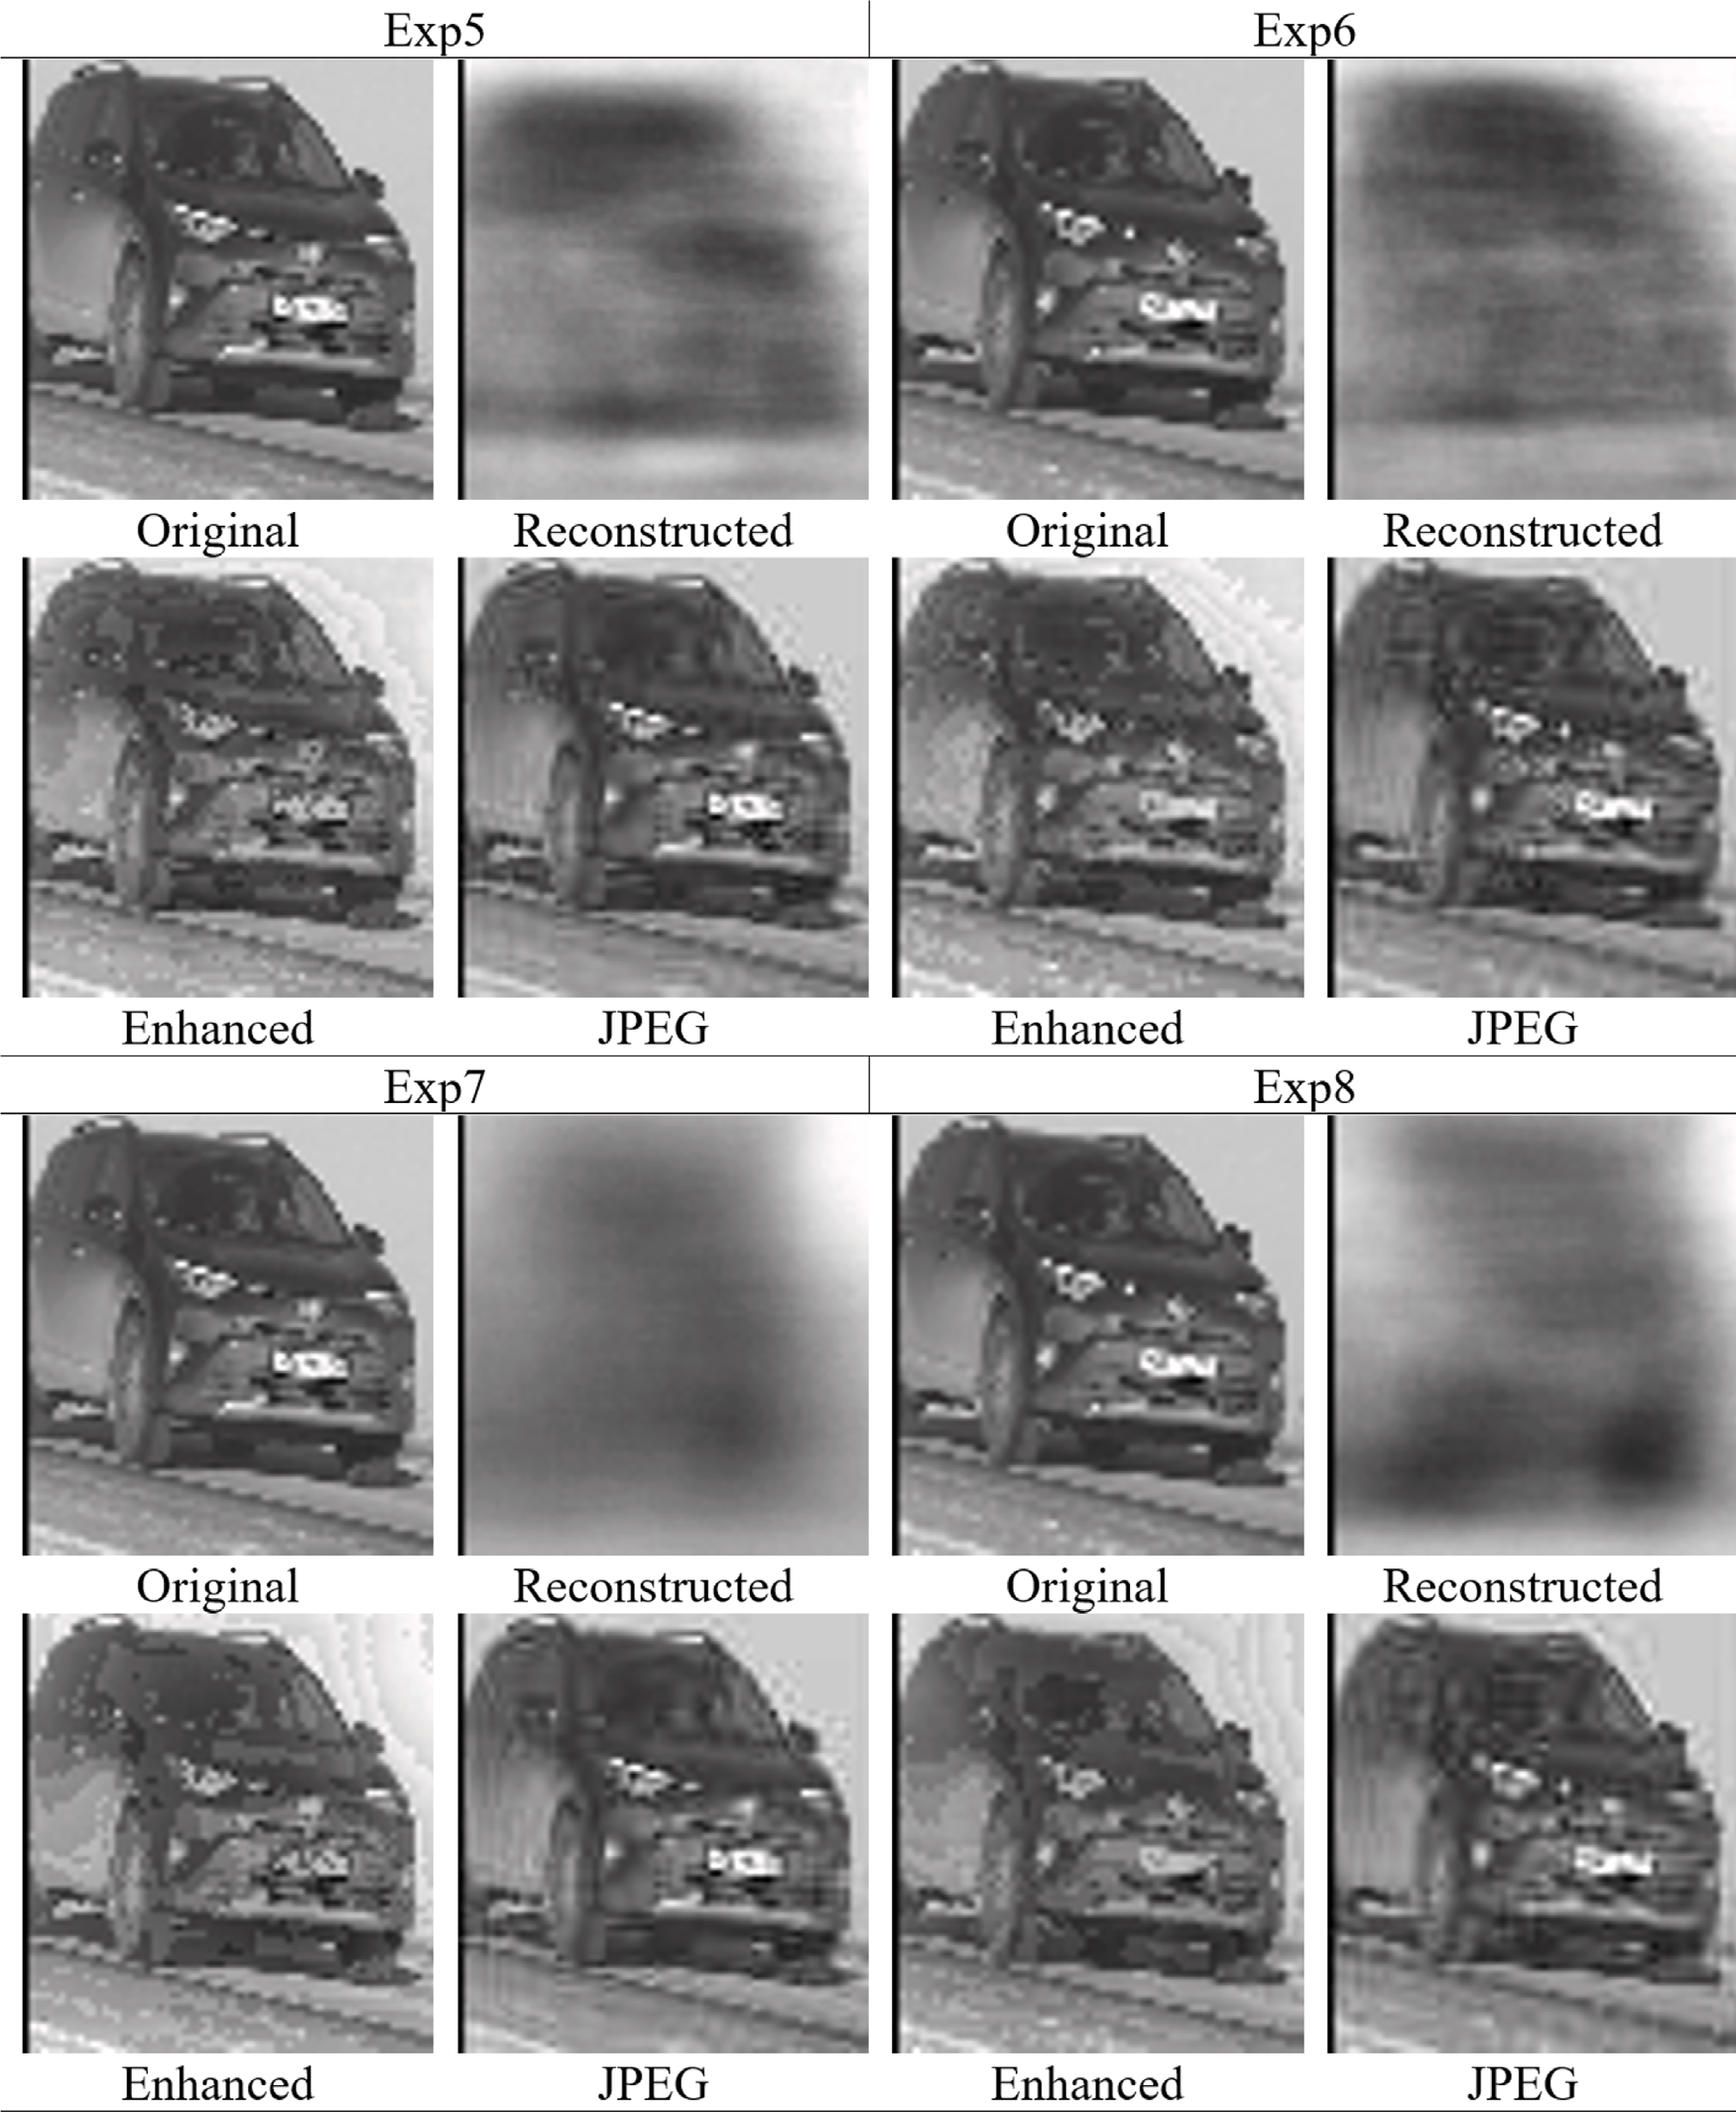 Exp5 Exp6
Original Reconstructed Original Reconstructed
Enhanced JPEG Enhanced JPEG
Exp7 Exp8
Original Reconstructed Original Reconstructed
Enhanced JPEG Enhanced JPEG